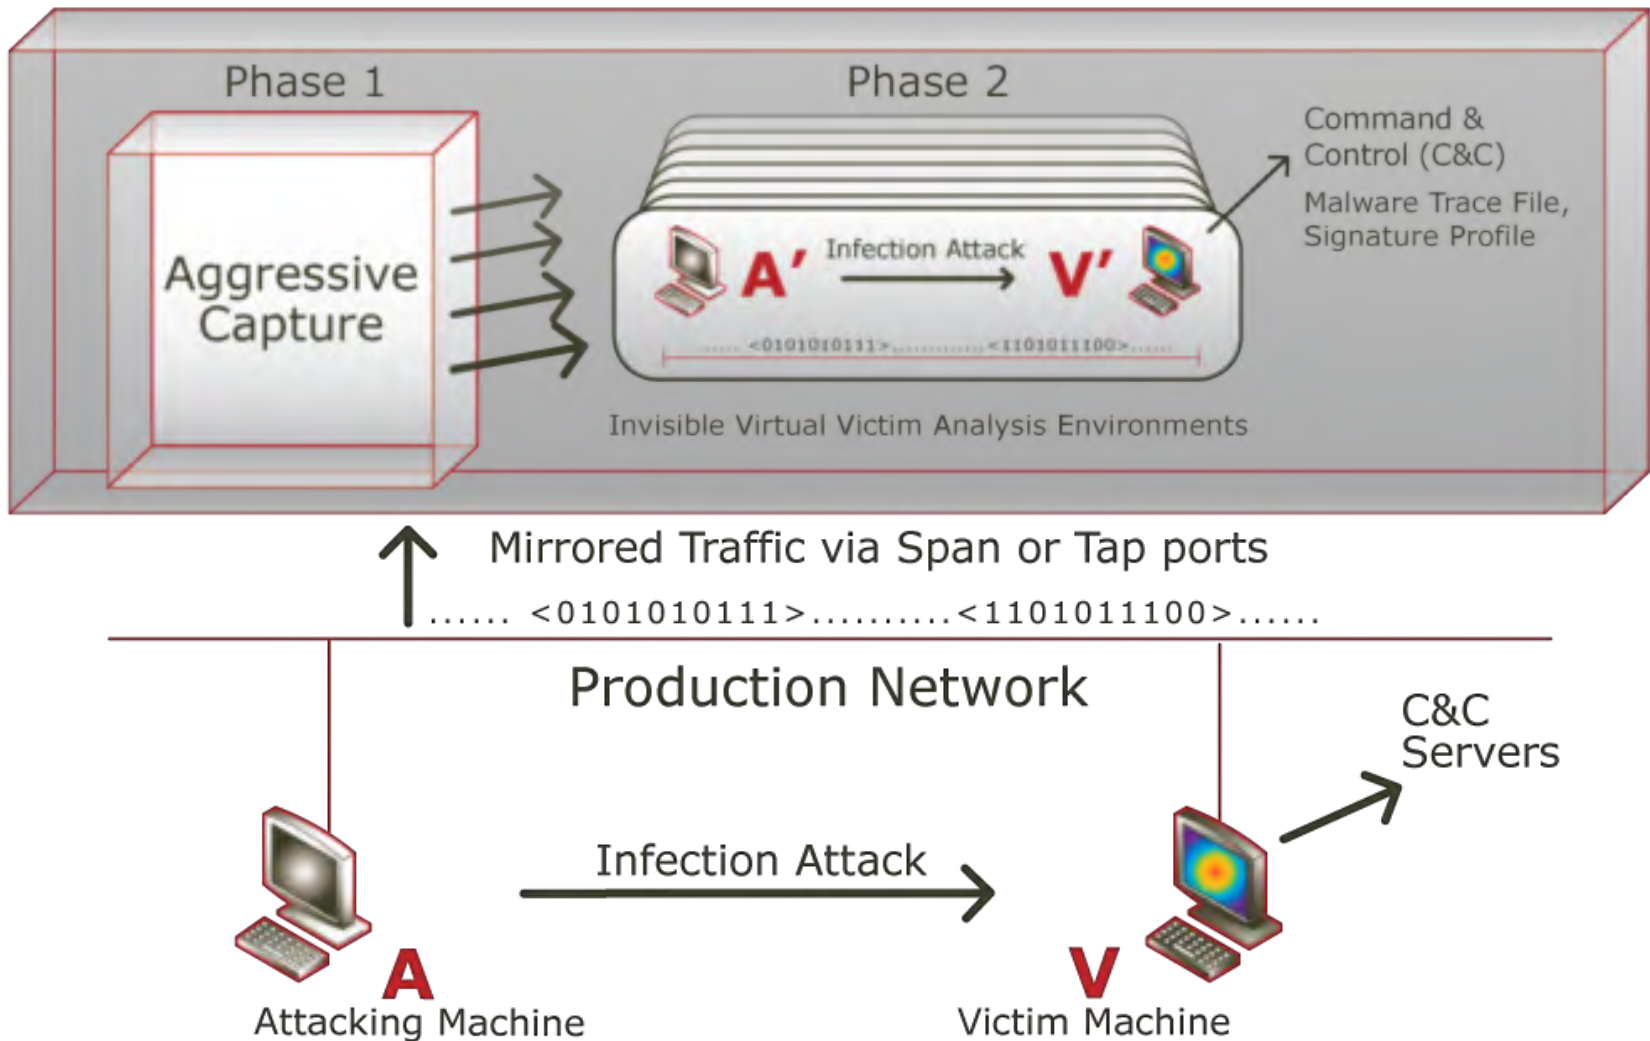 Phase 1
Phase 2
Aggressive
Capture
Command &
Control (C&C)
Malware Trace File,
Signature Profile
A′
Infection Attack
V′
...... <0101010111>.............<1101011100>......
Invisible Virtual Victim Analysis Environments
Mirrored Traffic via Span or Tap ports
...... <0101010111>..........<1101011100>......
Production Network
C&C
Servers
Infection Attack
A
Attacking Machine
V
Victim Machine